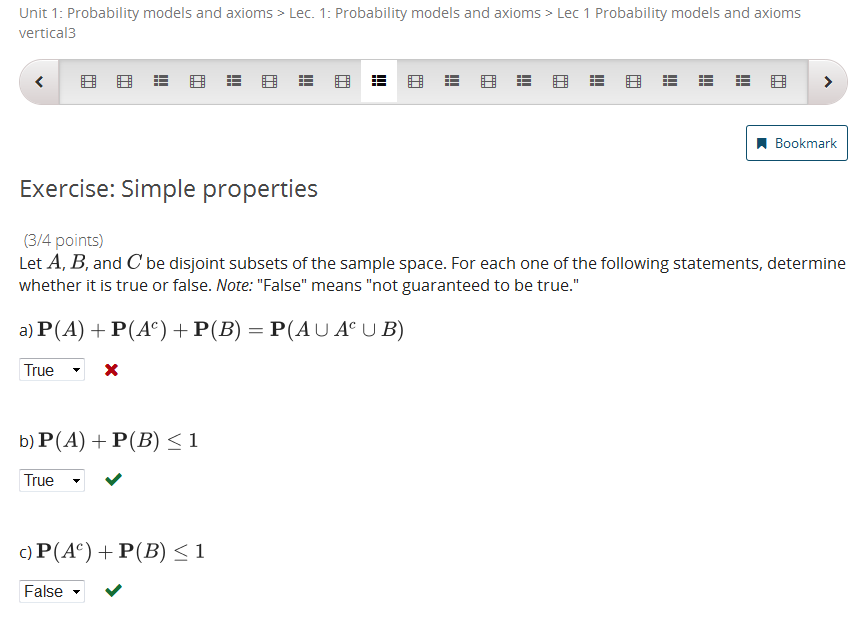 Unit 1: Probability models and axioms > Lec. 1: Probability models and axioms > Lec 1 Probability models and axioms
vertical3
Bookmark
Exercise: Simple properties
(3/4 points)
Let A, B, and C be disjoint subsets of the sample space. For each one of the following statements, determine
whether it is true or false. Note: "False" means "not guaranteed to be true."
a) P(A) + P(Aᶜ) + P(B) = P(A ∪ Aᶜ ∪ B)
True
b) P(A) + P(B) ≤ 1
True
c) P(Aᶜ) + P(B) ≤ 1
False